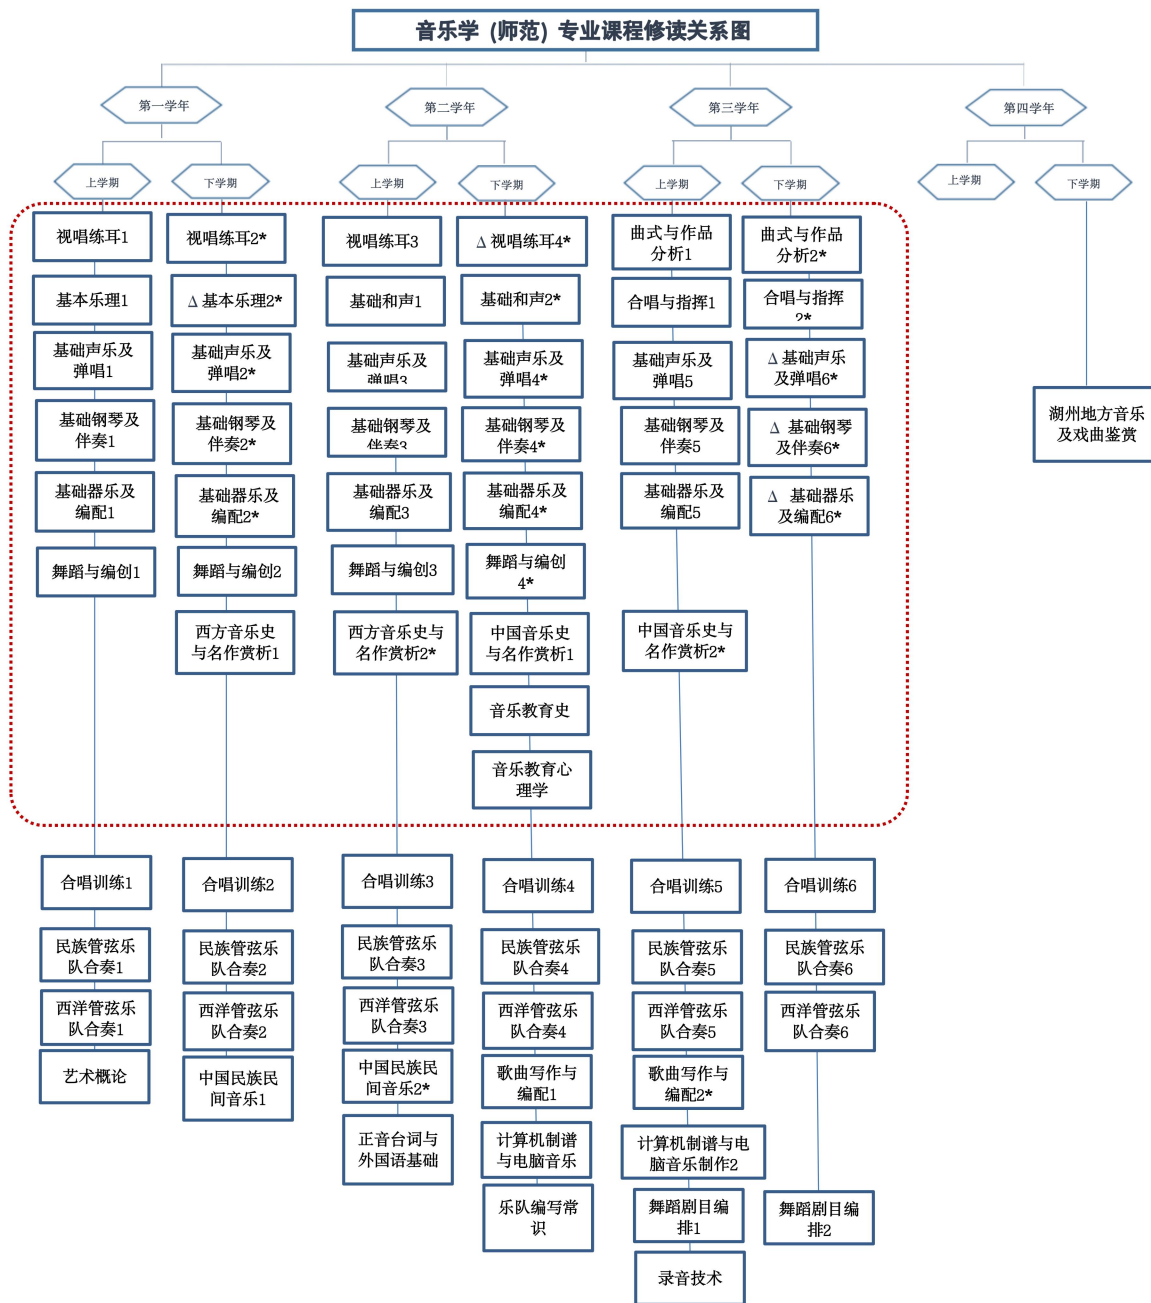 音乐学 (师范) 专业课程修读关系图
第一学年
第二学年
第三学年
第四学年
上学期
下学期
上学期
下学期
上学期
下学期
上学期
下学期
视唱练耳1
基本乐理1
基础声乐及
弹唱1
基础钢琴及
伴奏1
基础器乐及
编配1
舞蹈与编创1
合唱训练1
民族管弦乐
队合奏1
西洋管弦乐
队合奏1
艺术概论
视唱练耳2*
Δ基本乐理2*
基础声乐及
弹唱2*
基础钢琴及
伴奏2*
基础器乐及
编配2*
舞蹈与编创2
西方音乐史
与名作赏析1
合唱训练2
民族管弦乐
队合奏2
西洋管弦乐
队合奏2
中国民族民
间音乐1
视唱练耳3
基础和声1
基础声乐及
弹唱3
基础钢琴及
伴奏3
基础器乐及
编配3
舞蹈与编创3
西方音乐史与
名作赏析2*
合唱训练3
民族管弦乐
队合奏3
西洋管弦乐
队合奏3
中国民族民
间音乐2*
正音台词与
外国语基础
Δ视唱练耳4*
基础和声2*
基础声乐及
弹唱4*
基础钢琴及
伴奏4*
基础器乐及
编配4*
舞蹈与编创
4*
中国音乐史
与名作赏析1
音乐教育史
音乐教育心
理学
合唱训练4
民族管弦乐
队合奏4
西洋管弦乐
队合奏4
歌曲写作与
编配1
计算机制谱
与电脑音乐
乐队编写常
识
曲式与作品
分析1
合唱与指挥1
基础声乐及
弹唱5
基础钢琴及
伴奏5
基础器乐及
编配5
中国音乐史与
名作赏析2*
合唱训练5
民族管弦乐
队合奏5
西洋管弦乐
队合奏5
歌曲写作与
编配2*
计算机制谱与电
脑音乐制作2
舞蹈剧目编
排1
录音技术
曲式与作品
分析2*
合唱与指挥
2*
Δ基础声乐
及弹唱6*
Δ 基础钢琴
及伴奏6*
Δ 基础器乐
及编配6*
合唱训练6
民族管弦乐
队合奏6
西洋管弦乐
队合奏6
舞蹈剧目编
排2
湖州地方音乐
及戏曲鉴赏